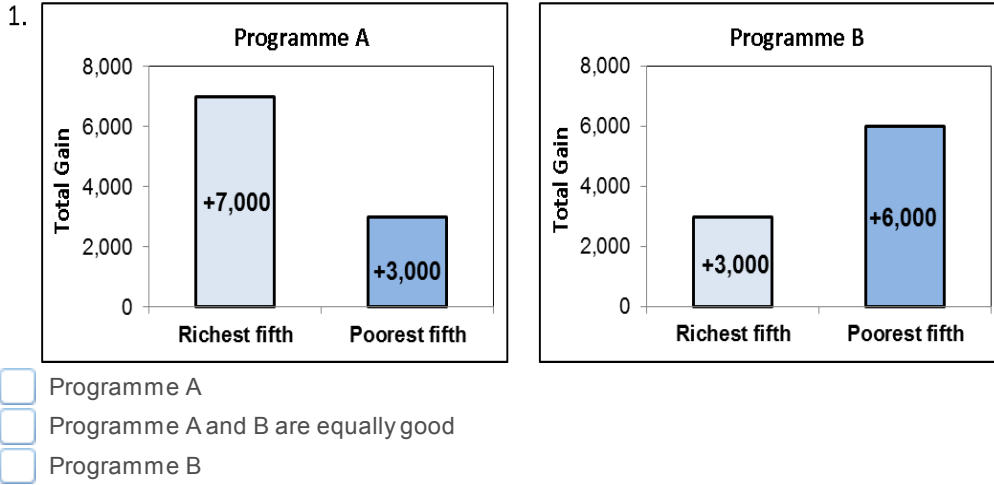 1.
Programme A
8,000
6,000
4,000
2,000
0
Total Gain
+7,000
+3,000
Richest fifth
Poorest fifth
Programme B
8,000
6,000
4,000
2,000
0
Total Gain
+3,000
+6,000
Richest fifth
Poorest fifth
Programme A
Programme A and B are equally good
Programme B